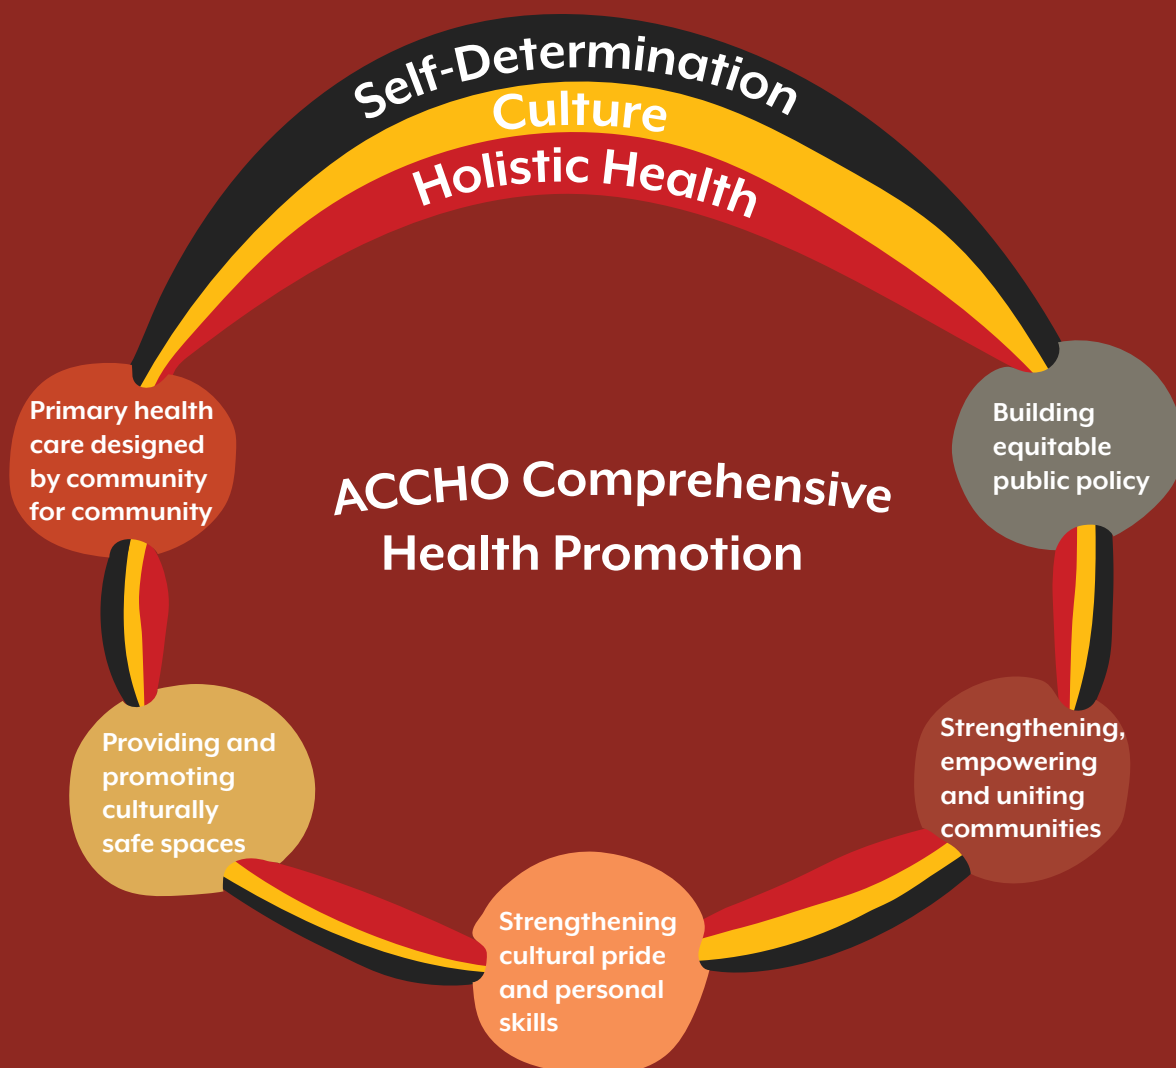 Self-Determination
Culture
Holistic Health
Primary health
care designed
by community
for community
Building
equitable
public policy
ACCHO Comprehensive
Health Promotion
Providing and
promoting
culturally
safe spaces
Strengthening,
empowering
and uniting
communities
Strengthening
cultural pride
and personal
skills